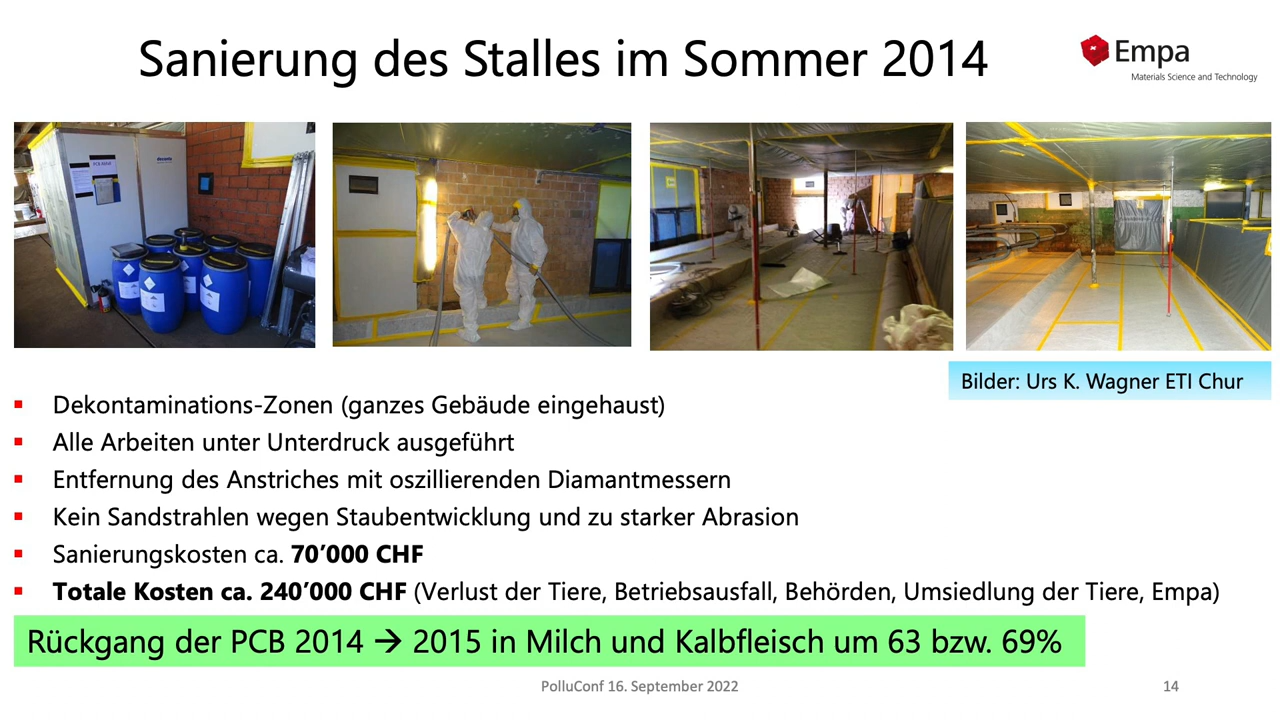 Sanierung des Stalles im Sommer 2014
Empa
Materials Science and Technology
Bilder: Urs K. Wagner ETI Chur
▪ Dekontaminations-Zonen (ganzes Gebäude eingehaust)
▪ Alle Arbeiten unter Unterdruck ausgeführt
▪ Entfernung des Anstriches mit oszillierenden Diamantmessern
▪ Kein Sandstrahlen wegen Staubentwicklung und zu starker Abrasion
▪ Sanierungskosten ca. 70’000 CHF
▪ Totale Kosten ca. 240’000 CHF (Verlust der Tiere, Betriebsausfall, Behörden, Umsiedlung der Tiere, Empa)
Rückgang der PCB 2014 → 2015 in Milch und Kalbfleisch um 63 bzw. 69%
PolluConf 16. September 2022
14